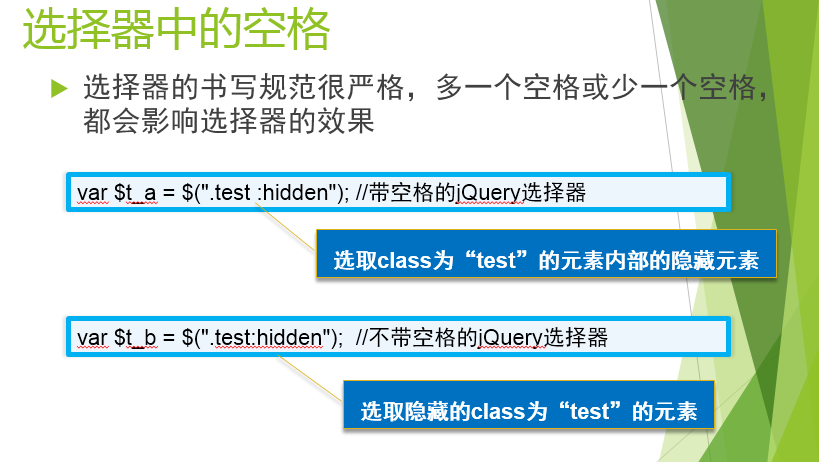 选择器中的空格
选择器的书写规范很严格，多一个空格或少一个空格，
都会影响选择器的效果
var $t_a = $(".test :hidden"); //带空格的jQuery选择器
选取class为“test”的元素内部的隐藏元素
var $t_b = $(".test:hidden");  //不带空格的jQuery选择器
选取隐藏的class为“test”的元素